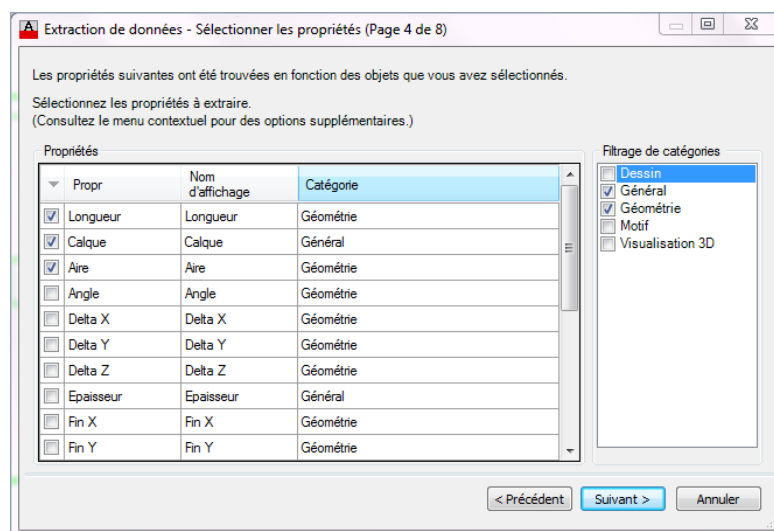 Extraction de données - Sélectionner les propriétés (Page 4 de 8)
Les propriétés suivantes ont été trouvées en fonction des objets que vous avez sélectionnés.
Sélectionnez les propriétés à extraire.
(Consultez le menu contextuel pour des options supplémentaires.)
Propriétés
Propr Nom d'affichage Catégorie
Longueur Longueur Géométrie
Calque Calque Général
Aire Aire Géométrie
Angle Angle Géométrie
Delta X Delta X Géométrie
Delta Y Delta Y Géométrie
Delta Z Delta Z Géométrie
Epaisseur Epaisseur Général
Fin X Fin X Géométrie
Fin Y Fin Y Géométrie
Filtrage de catégories
Dessin
Général
Géométrie
Motif
Visualisation 3D
< Précédent Suivant > Annuler